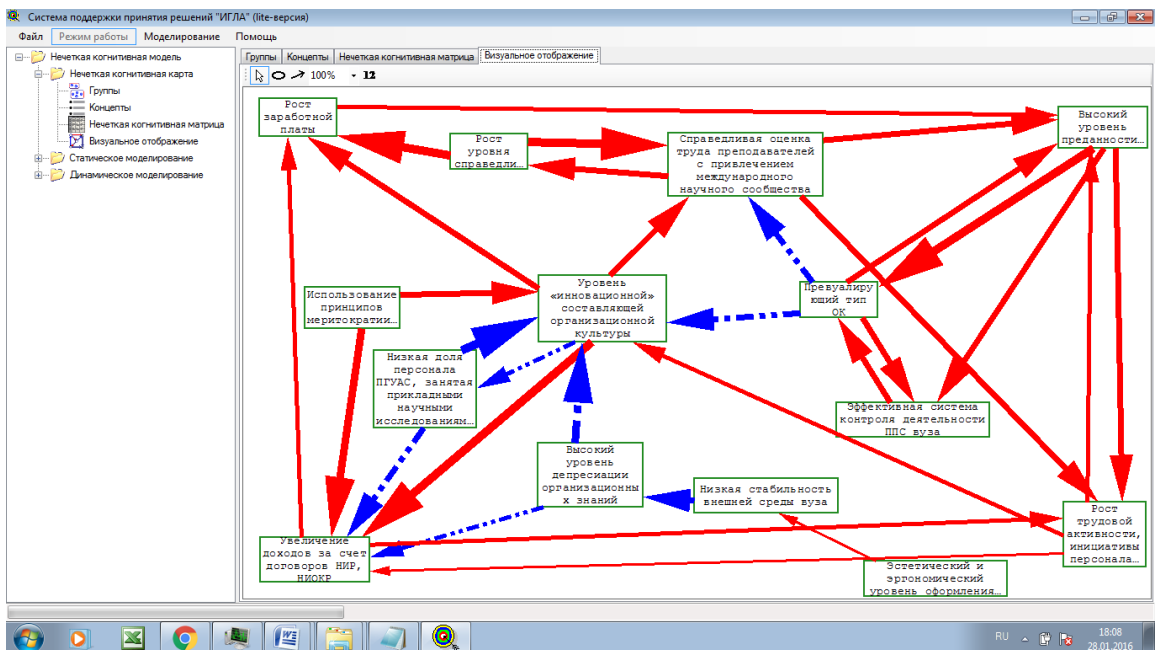 Система поддержки принятия решений "ИГЛА" (lite-версия)
Файл Режим работы Моделирование Помощь
Нечеткая когнитивная модель
Нечеткая когнитивная карта
Группы
Концепты
Нечеткая когнитивная матрица
Визуальное отображение
Статическое моделирование
Динамическое моделирование
Группы Концепты Нечеткая когнитивная матрица Визуальное отображение
100% 12
Рост
заработной
платы
Рост
уровня
справедли...
Справедливая оценка
труда преподавателей
с привлечением
международного
научного сообщества
Высокий
уровень
преданности...
Использование
принципов
меритократии...
Уровень
«инновационной»
составляющей
организационной
культуры
Превуалиру
ющий тип
ОК
Низкая доля
персонала
ПГУАС, занятая
прикладными
научными
исследованиям...
Эффективная система
контроля деятельности
ППС вуза
Высокий
уровень
депресиации
организационны
х знаний
Низкая стабильность
внешней среды вуза
Увеличение
доходов за счет
договоров НИР,
НИОКР
Рост
трудовой
активности,
инициативы
персонала...
Эстетический и
эргономический
уровень оформления...
RU
18:08
28.01.2016